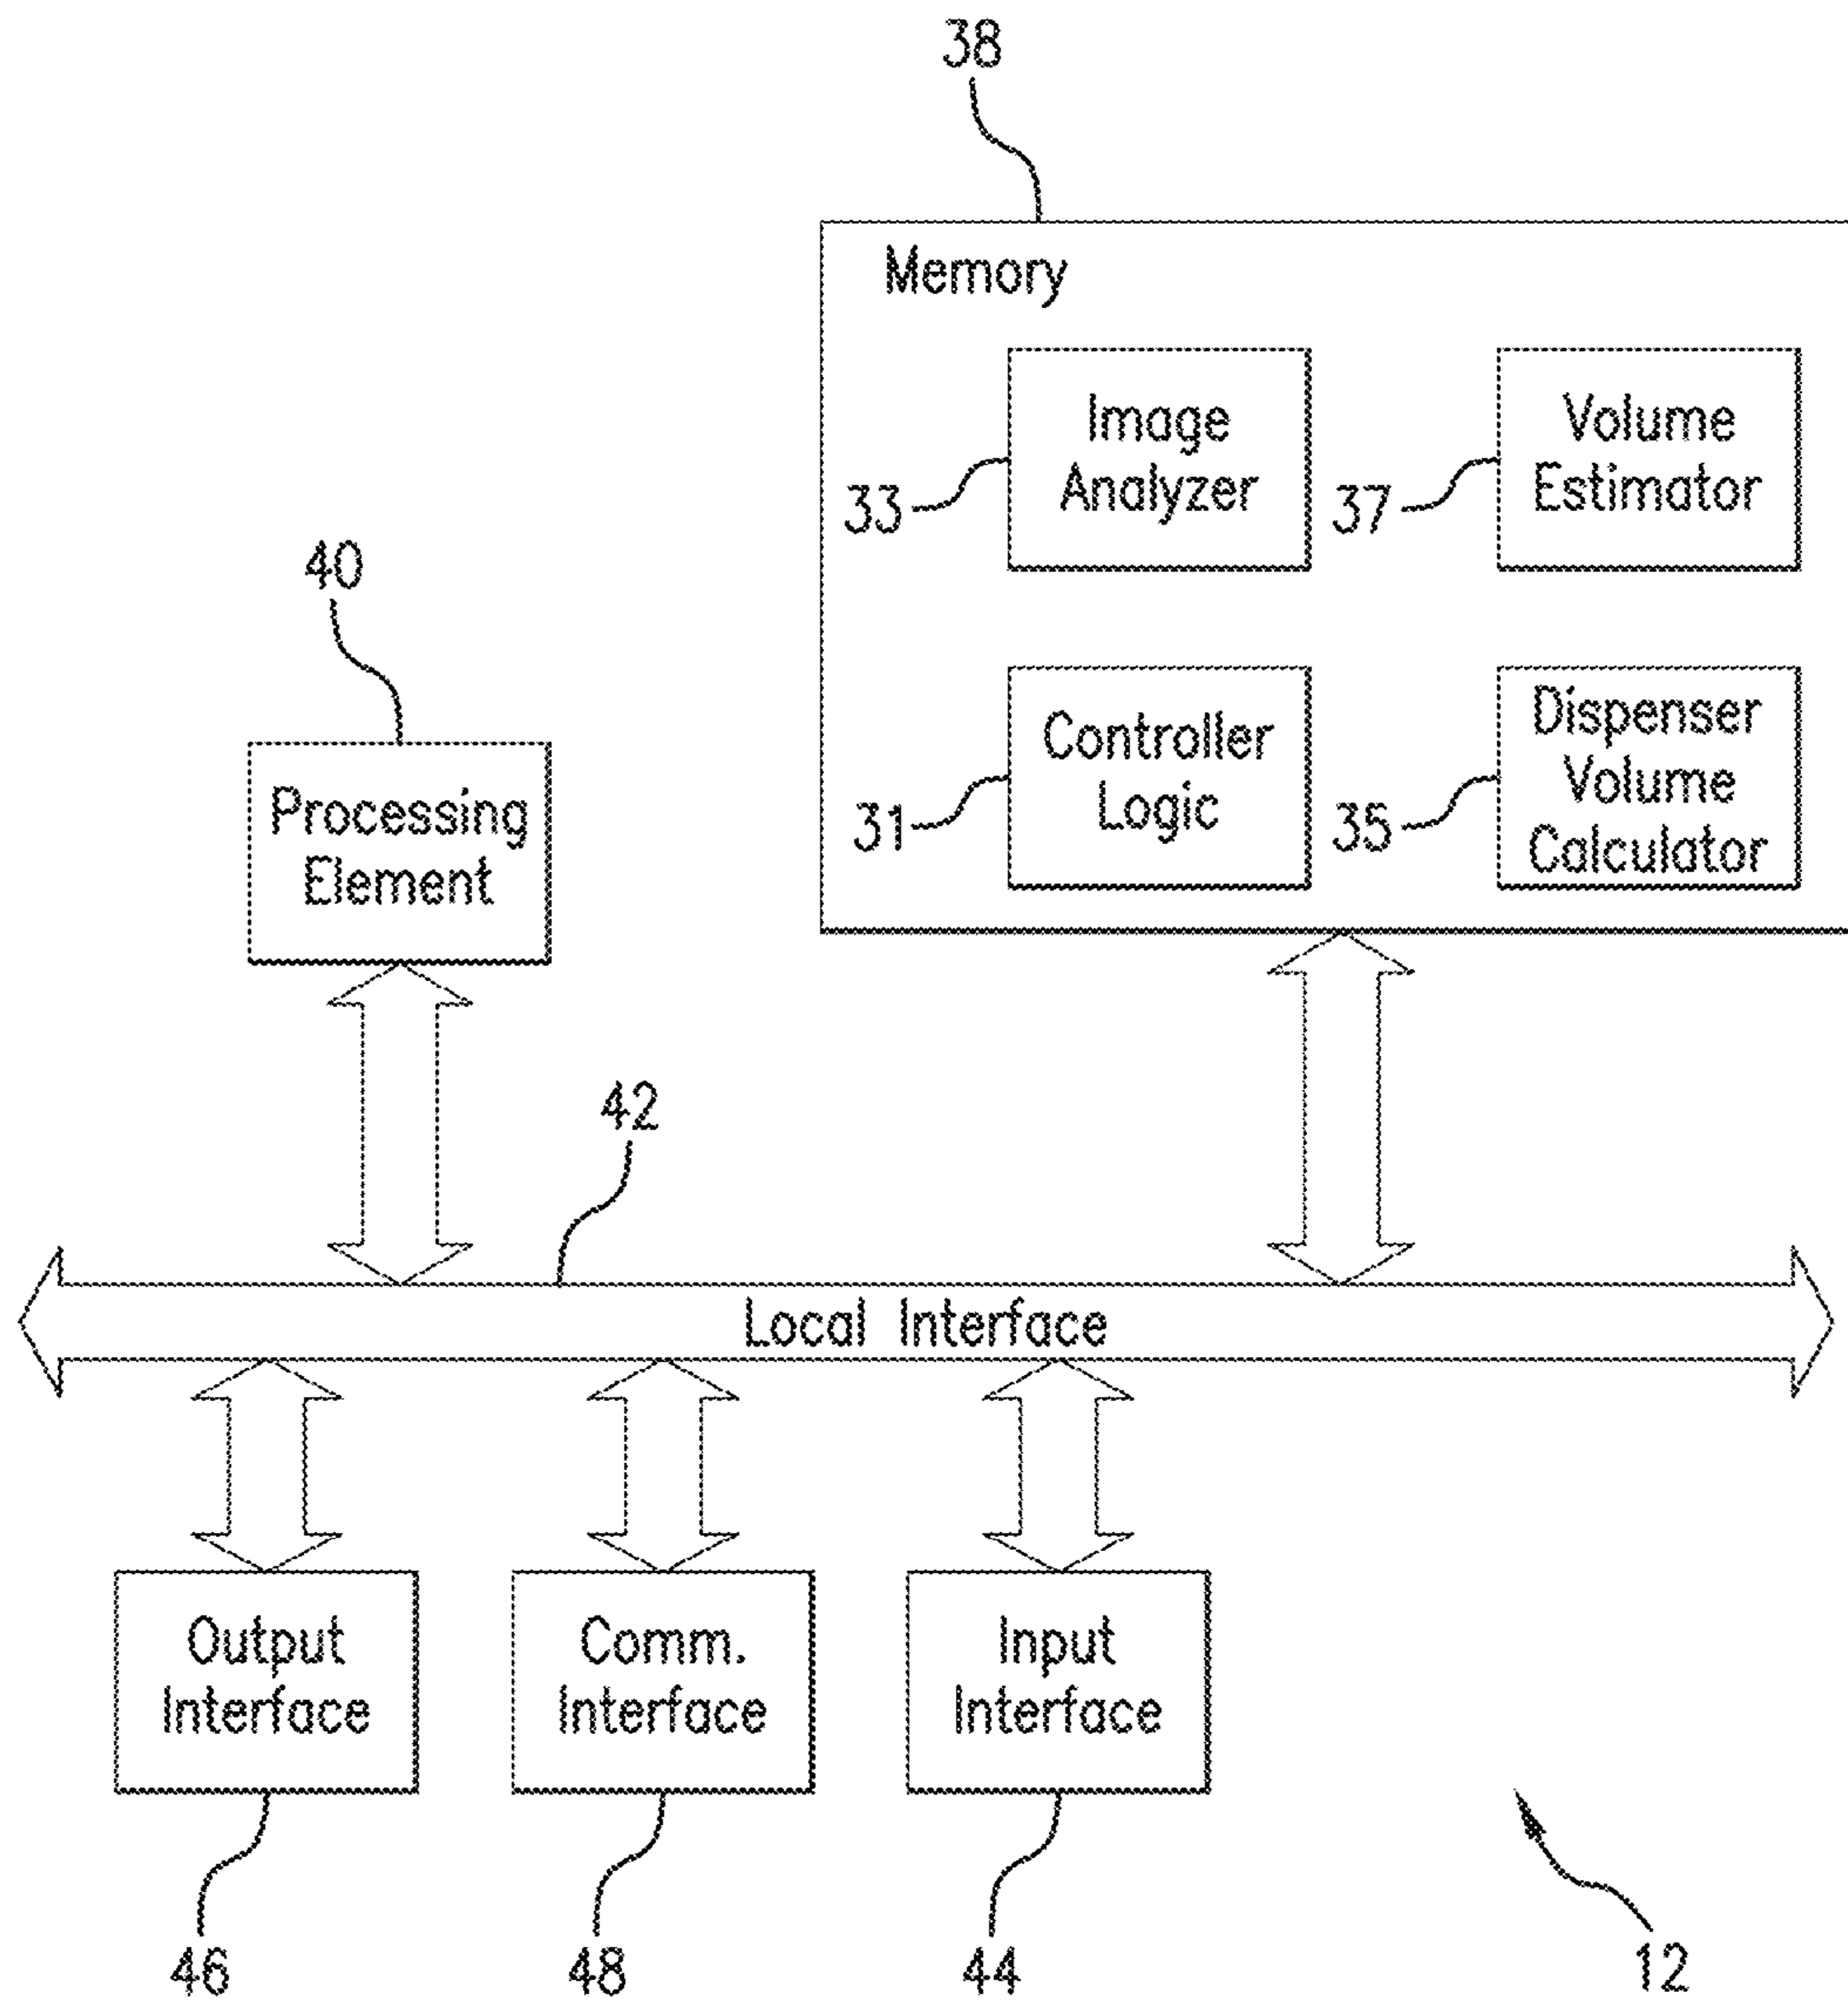 38
Memory
Image
Analyzer
33
Volume
Estimator
37
40
Controller
Logic
31
Dispenser
Volume
Calculator
35
Processing
Element
42
Local Interface
Output
Interface
Comm.
Interface
Input
Interface
46
48
44
12